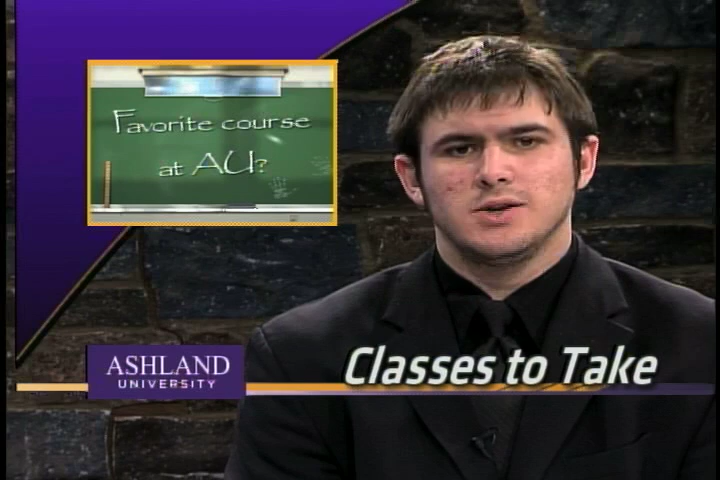 Favorite course
at AU?
ASHLAND
UNIVERSITY
Classes to Take